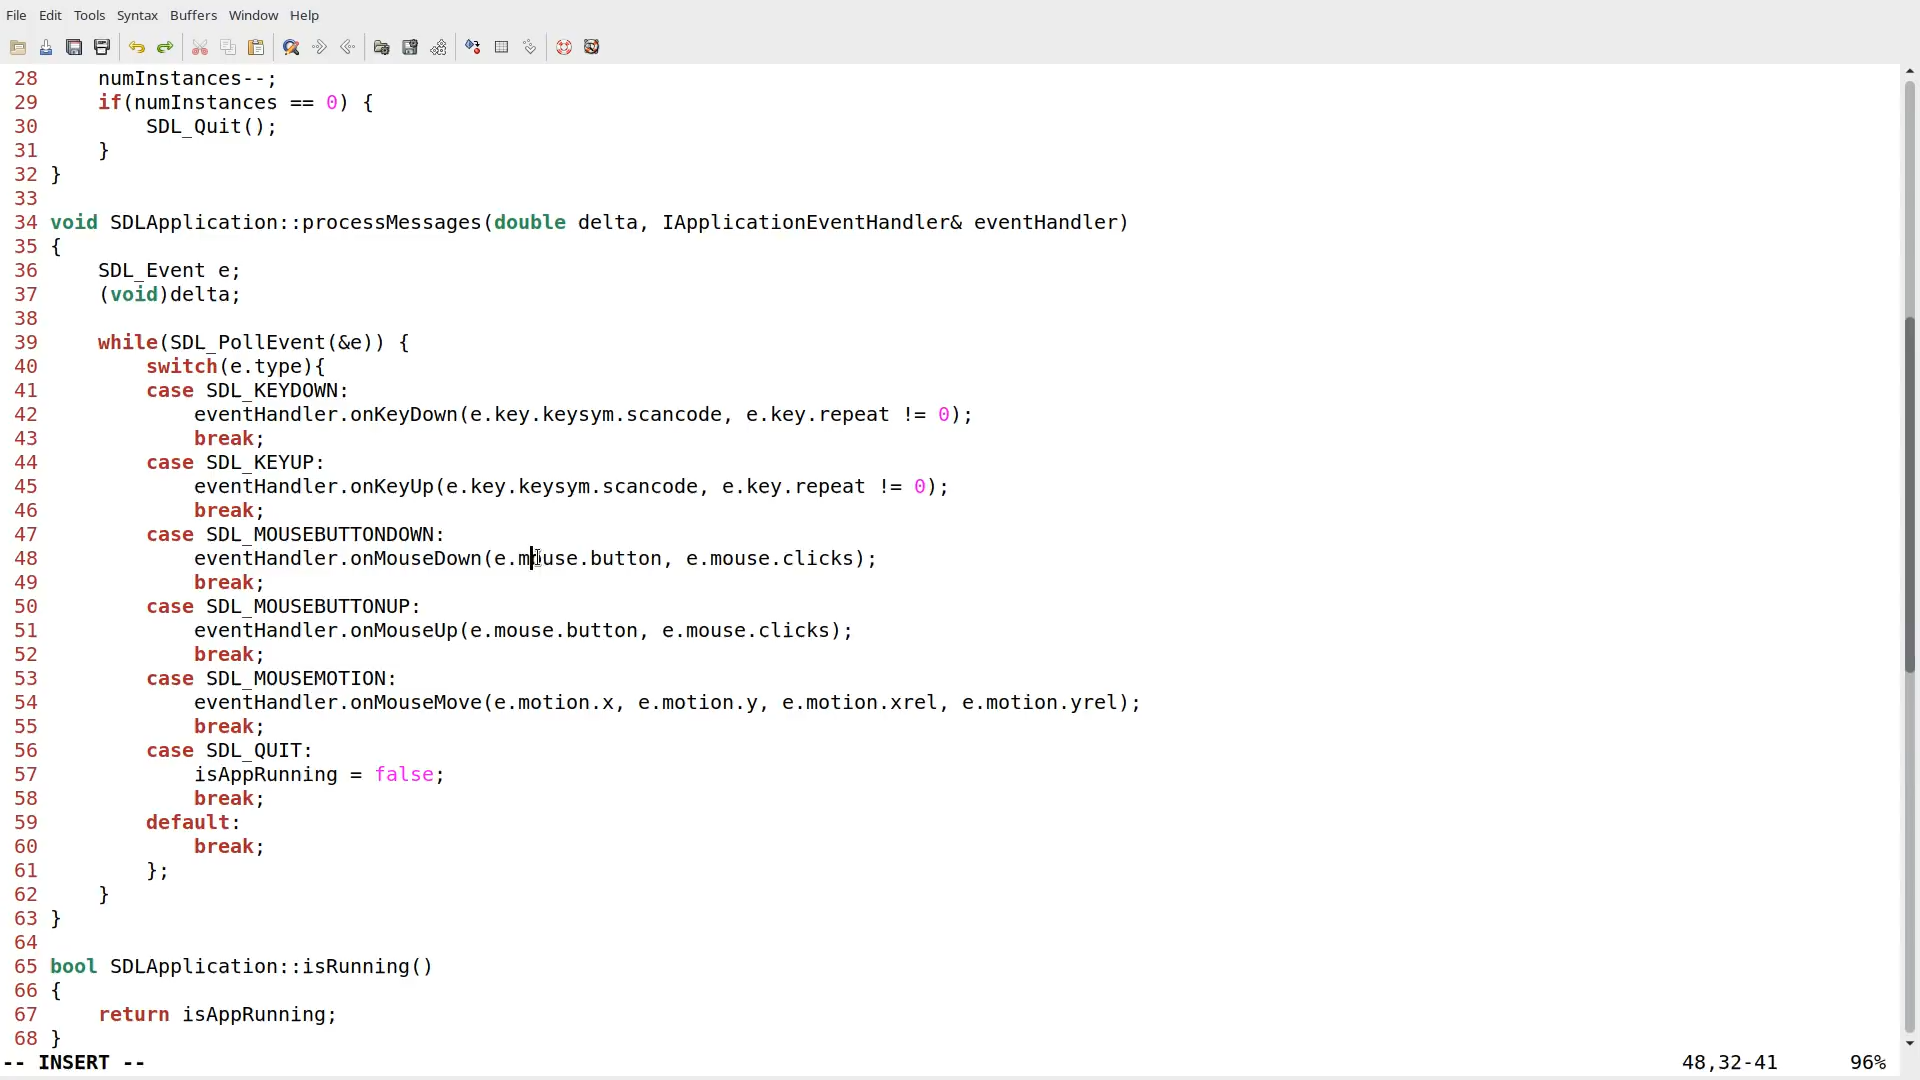 File Edit Tools Syntax Buffers Window Help
28     numInstances--;
29     if(numInstances == 0) {
30         SDL_Quit();
31     }
32 }
33
34 void SDLApplication::processMessages(double delta, IApplicationEventHandler& eventHandler)
35 {
36     SDL_Event e;
37     (void)delta;
38
39     while(SDL_PollEvent(&e)) {
40         switch(e.type){
41         case SDL_KEYDOWN:
42             eventHandler.onKeyDown(e.key.keysym.scancode, e.key.repeat != 0);
43             break;
44         case SDL_KEYUP:
45             eventHandler.onKeyUp(e.key.keysym.scancode, e.key.repeat != 0);
46             break;
47         case SDL_MOUSEBUTTONDOWN:
48             eventHandler.onMouseDown(e.mouse.button, e.mouse.clicks);
49             break;
50         case SDL_MOUSEBUTTONUP:
51             eventHandler.onMouseUp(e.mouse.button, e.mouse.clicks);
52             break;
53         case SDL_MOUSEMOTION:
54             eventHandler.onMouseMove(e.motion.x, e.motion.y, e.motion.xrel, e.motion.yrel);
55             break;
56         case SDL_QUIT:
57             isAppRunning = false;
58             break;
59         default:
60             break;
61         };
62     }
63 }
64
65 bool SDLApplication::isRunning()
66 {
67     return isAppRunning;
68 }
-- INSERT -- 48,32-41 96%